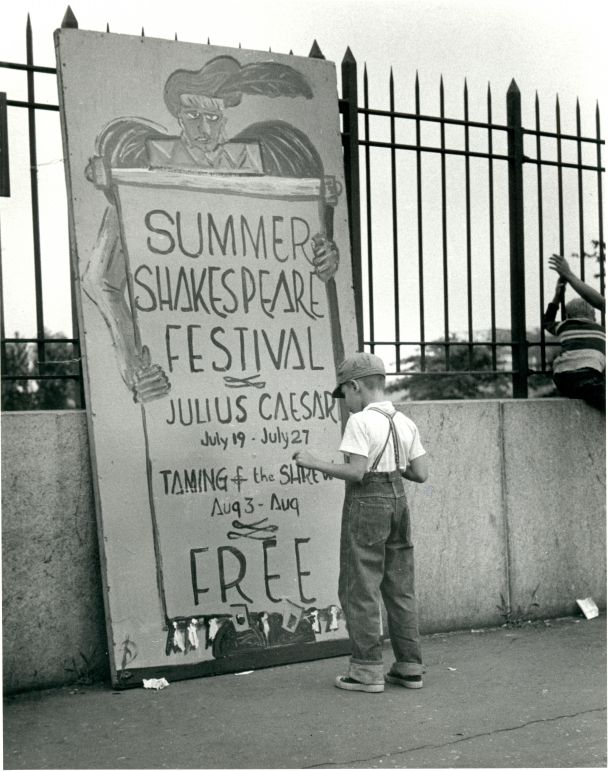 SUMMER
SHAKESPEARE
FESTIVAL
JULIUS CAESAR
July 19 - July 27
TAMING of the SHREW
Aug 3 - Aug
FREE